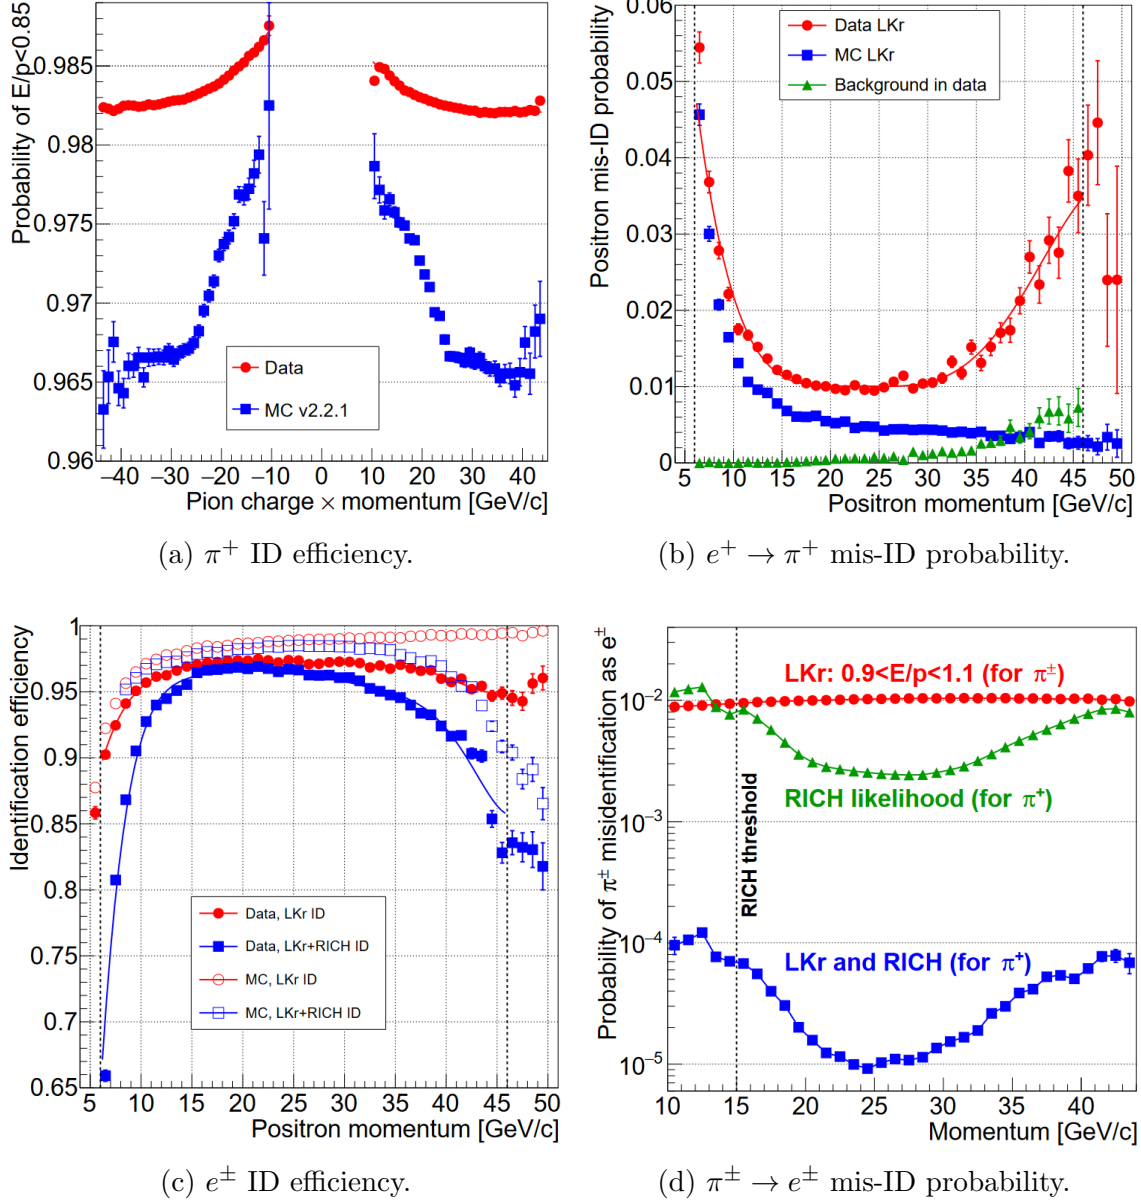 Probability of E/p<0.85
0.985
0.98
0.975
0.97
0.965
0.96
Data
MC v2.2.1
−40 −30 −20 −10 0 10 20 30 40
Pion charge × momentum [GeV/c]
(a) π⁺ ID efficiency.
Positron mis-ID probability
0.06
0.05
0.04
0.03
0.02
0.01
0
Data LKr
MC LKr
Background in data
5 10 15 20 25 30 35 40 45 50
Positron momentum [GeV/c]
(b) e⁺ → π⁺ mis-ID probability.
Identification efficiency
1
0.95
0.9
0.85
0.8
0.75
0.7
0.65
Data, LKr ID
Data, LKr+RICH ID
MC, LKr ID
MC, LKr+RICH ID
5 10 15 20 25 30 35 40 45 50
Positron momentum [GeV/c]
(c) e± ID efficiency.
Probability of π± misidentification as e±
10⁻²
10⁻³
10⁻⁴
10⁻⁵
LKr: 0.9<E/p<1.1 (for π±)
RICH likelihood (for π⁺)
RICH threshold
LKr and RICH (for π⁺)
10 15 20 25 30 35 40
Momentum [GeV/c]
(d) π± → e± mis-ID probability.